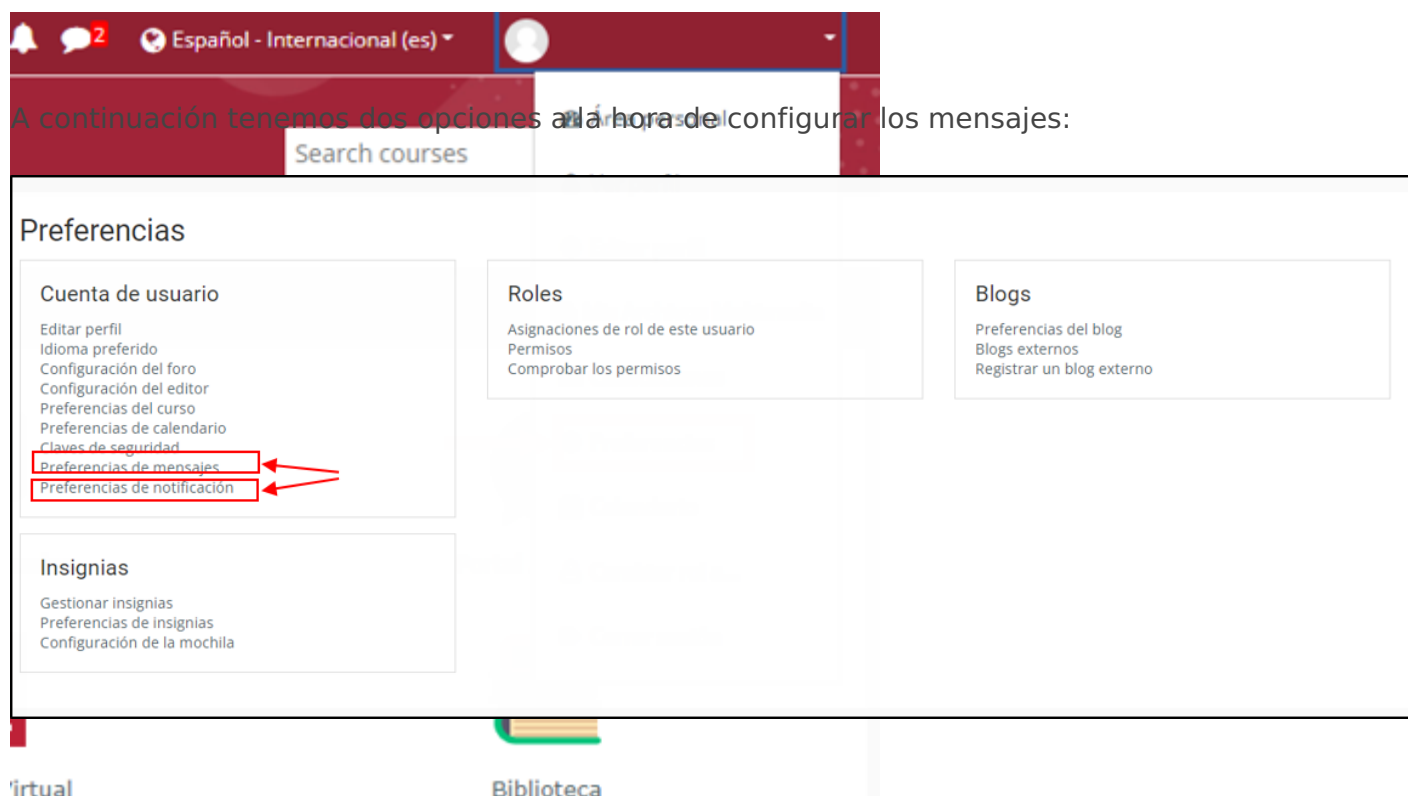 2 Español - Internacional (es)
Área personal
A continuación tenemos dos opciones a la hora de configurar los mensajes:
Search courses
Preferencias
Cuenta de usuario
Editar perfil
Idioma preferido
Configuración del foro
Configuración del editor
Preferencias del curso
Preferencias de calendario
Claves de seguridad
Preferencias de mensajes
Preferencias de notificación
Roles
Asignaciones de rol de este usuario
Permisos
Comprobar los permisos
Blogs
Preferencias del blog
Blogs externos
Registrar un blog externo
Insignias
Gestionar insignias
Preferencias de insignias
Configuración de la mochila
irtual
Biblioteca